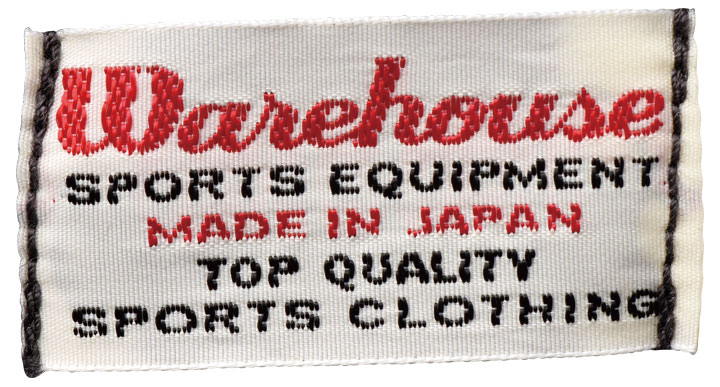 Warehouse
SPORTS EQUIPMENT
MADE IN JAPAN
TOP QUALITY
SPORTS CLOTHING